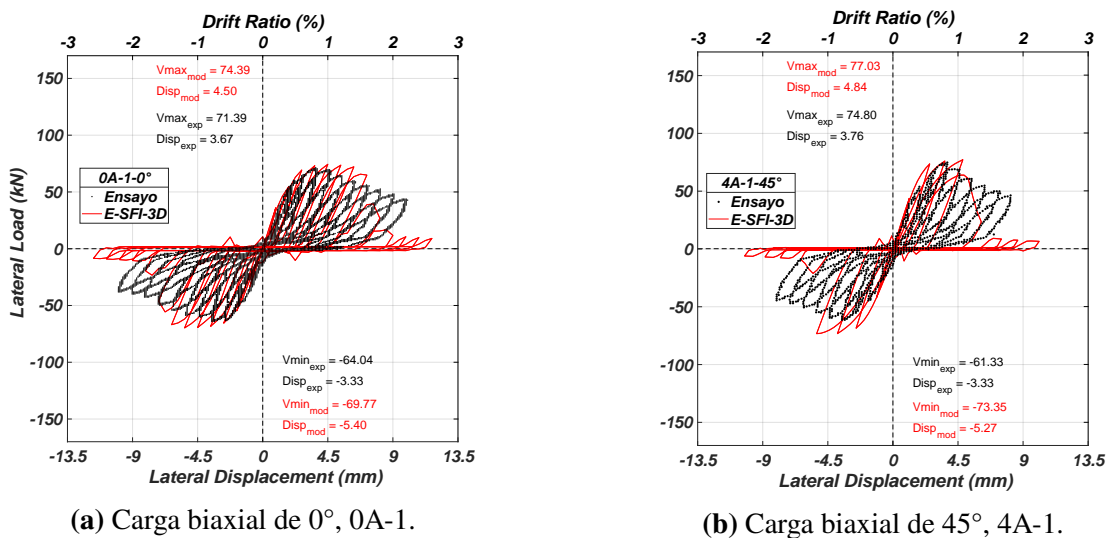 Drift Ratio (%)
-3 -2 -1 0 1 2 3
150
100
50
0
-50
-100
-150
Lateral Load (kN)
Vmax_mod = 74.39
Disp_mod = 4.50
Vmax_exp = 71.39
Disp_exp = 3.67
0A-1-0°
Ensayo
E-SFI-3D
Vmin_exp = -64.04
Disp_exp = -3.33
Vmin_mod = -69.77
Disp_mod = -5.40
-13.5 -9 -4.5 0 4.5 9 13.5
Lateral Displacement (mm)
(a) Carga biaxial de 0°, 0A-1.
Drift Ratio (%)
-3 -2 -1 0 1 2 3
150
100
50
0
-50
-100
-150
Vmax_mod = 77.03
Disp_mod = 4.84
Vmax_exp = 74.80
Disp_exp = 3.76
4A-1-45°
Ensayo
E-SFI-3D
Vmin_exp = -61.33
Disp_exp = -3.33
Vmin_mod = -73.35
Disp_mod = -5.27
-13.5 -9 -4.5 0 4.5 9 13.5
Lateral Displacement (mm)
(b) Carga biaxial de 45°, 4A-1.